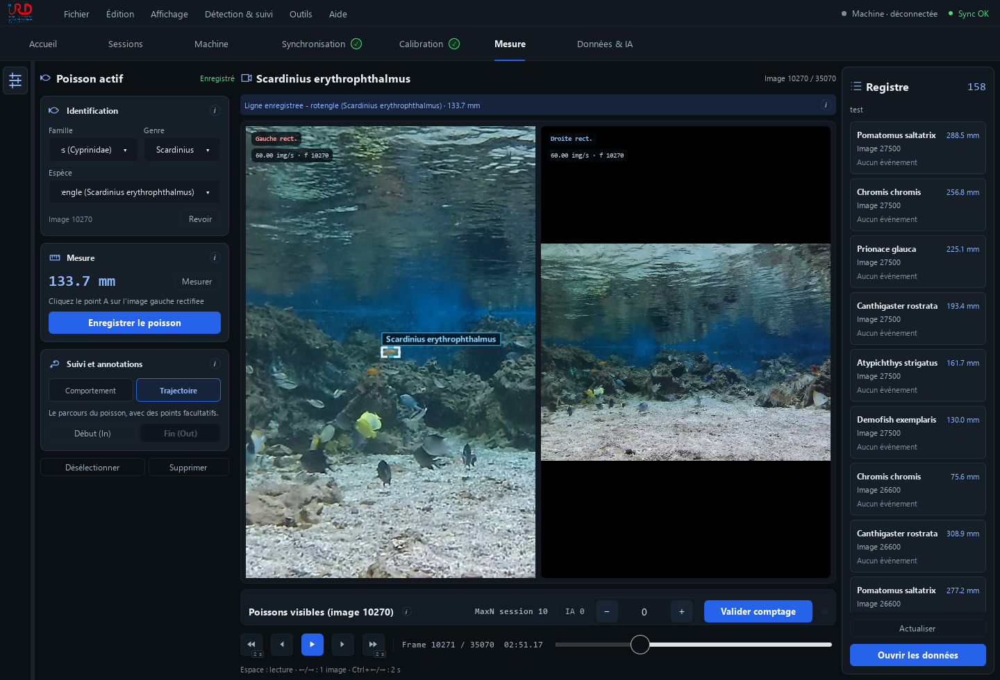 IRD
Fichier Édition Affichage Détection & suivi Outils Aide
Machine · déconnectée Sync OK
Accueil Sessions Machine Synchronisation ✓ Calibration ✓ Mesure Données & IA
Poisson actif Enregistré
Identification i
Famille Genre
s (Cyprinidae) ▾ Scardinius ▾
Espèce
engle (Scardinius erythrophthalmus) ▾
Image 10270 Revoir
Mesure i
133.7 mm Mesurer
Cliquez le point A sur l'image gauche rectifiee
Enregistrer le poisson
Suivi et annotations i
Comportement Trajectoire
Le parcours du poisson, avec des points facultatifs.
Début (In) Fin (Out)
Désélectionner Supprimer
Scardinius erythrophthalmus Image 10270 / 35070
Ligne enregistree - rotengle (Scardinius erythrophthalmus) · 133.7 mm i
Gauche rect.
60.00 img/s · f 10270
Scardinius erythrophthalmus
Droite rect.
60.00 img/s · f 10270
Poissons visibles (image 10270) i MaxN session 10 IA 0 − 0 + Valider comptage
2 s 2 s Frame 10271 / 35070 02:51.17
Espace : lecture · ←/→ : 1 image · Ctrl+←/→ : 2 s
Registre 158
test
Pomatomus saltatrix 288.5 mm
Image 27500
Aucun événement
Chromis chromis 256.8 mm
Image 27500
Aucun événement
Prionace glauca 225.1 mm
Image 27500
Aucun événement
Canthigaster rostrata 193.4 mm
Image 27500
Aucun événement
Atypichthys strigatus 161.7 mm
Image 27500
Aucun événement
Demofish exemplaris 130.0 mm
Image 27500
Aucun événement
Chromis chromis 75.6 mm
Image 26600
Aucun événement
Canthigaster rostrata 308.9 mm
Image 26600
Aucun événement
Pomatomus saltatrix 277.2 mm
Image 26600
Actualiser
Ouvrir les données